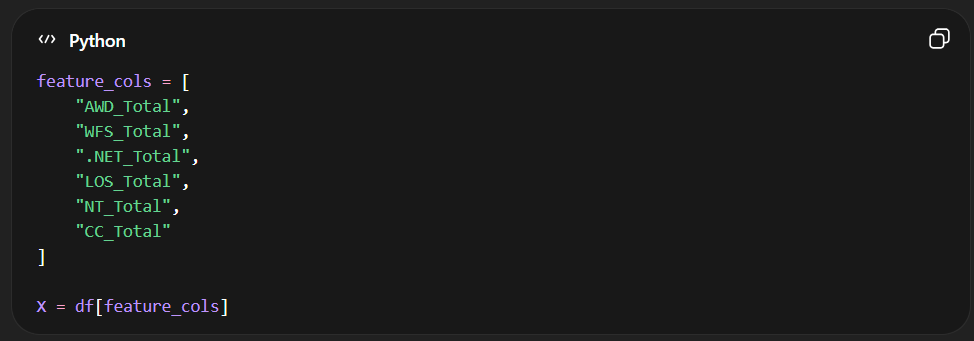 </> Python
feature_cols = [
    "AWD_Total",
    "WFS_Total",
    ".NET_Total",
    "LOS_Total",
    "NT_Total",
    "CC_Total"
]
X = df[feature_cols]